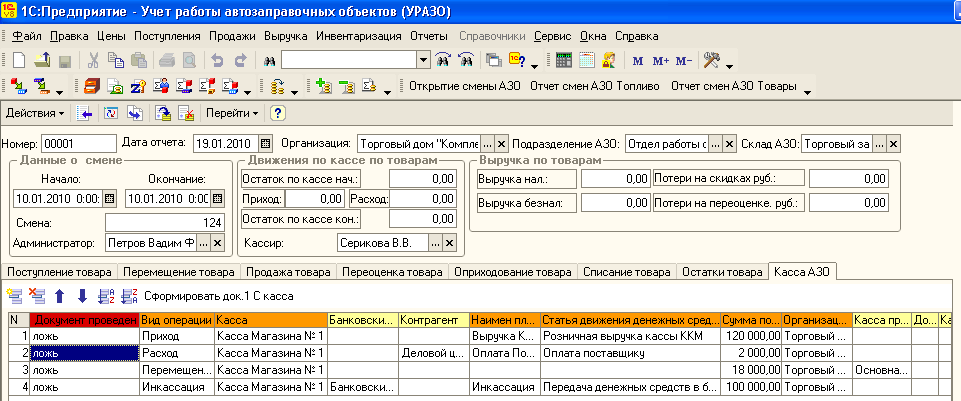 1С:Предприятие - Учет работы автозаправочных объектов (УРАЗО)
Файл Правка Цены Поступления Продажи Выручка Инвентаризация Отчеты Справочники Сервис Окна Справка
M M+ M-
Открытие смены АЗО Отчет смен АЗО Топливо Отчет смен АЗО Товары
Действия Перейти
Номер: 00001 Дата отчета: 19.01.2010 Организация: Торговый дом "Компле ... Подразделение АЗО: Отдел работы с ... Склад АЗО: Торговый за ...
Данные о смене Движения по кассе по товарам Выручка по товарам
Начало: Окончание: Остаток по кассе нач.: 0,00 Выручка нал.: 0,00 Потери на скидках руб.: 0,00
10.01.2010 0:00: 10.01.2010 0:00: Приход: 0,00 Расход: 0,00 Выручка безнал: 0,00 Потери на переоценке. руб.: 0,00
Смена: 124 Остаток по кассе кон.: 0,00
Администратор: Петров Вадим Ф ... Кассир: Серикова В.В. ...
Поступление товара Перемещение товара Продажа товара Переоценка товара Оприходование товара Списание товара Остатки товара Касса АЗО
Сформировать док.1 С касса
N Документ проведен Вид операции Касса Банковски... Контрагент Наимен пл... Статья движения денежных сред... Сумма по... Организац... Касса пр... До... Ка
1 ложь Приход Касса Магазина № 1 Выручка К... Розничная выручка кассы ККМ 120 000,00 Торговый ...
2 ложь Расход Касса Магазина № 1 Деловой ц... Оплата По... Оплата поставщику 2 000,00 Торговый ...
3 ложь Перемещен... Касса Магазина № 1 18 000,00 Торговый ... Основна...
4 ложь Инкассация Касса Магазина № 1 Банковски... Инкассация Передача денежных средств в б... 100 000,00 Торговый ...